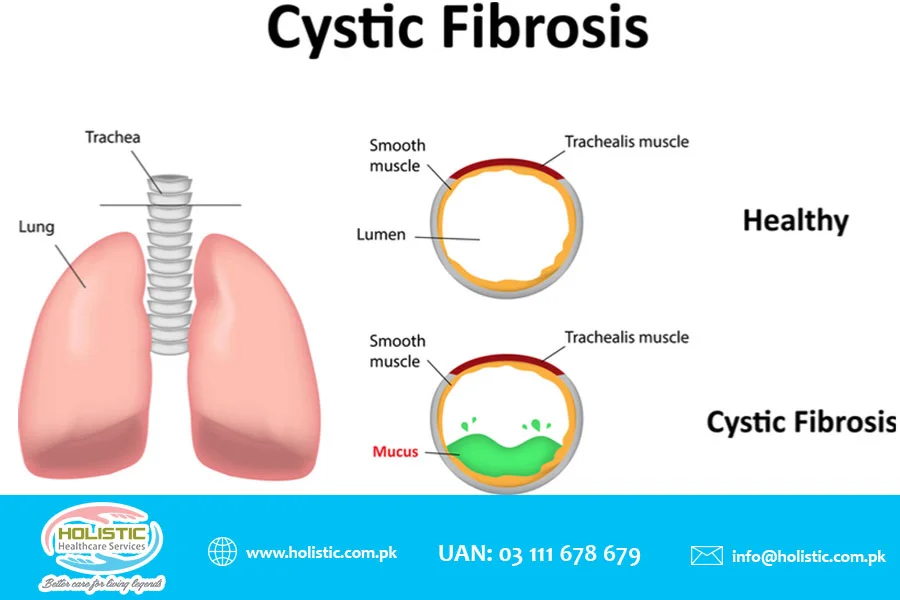 Cystic Fibrosis
Trachea
Lung
Smooth
muscle
Trachealis muscle
Lumen
Healthy
Smooth
muscle
Trachealis muscle
Mucus
Cystic Fibrosis
HOLISTIC
Healthcare Services
Better care for living legends
www.holistic.com.pk
UAN: 03 111 678 679
info@holistic.com.pk